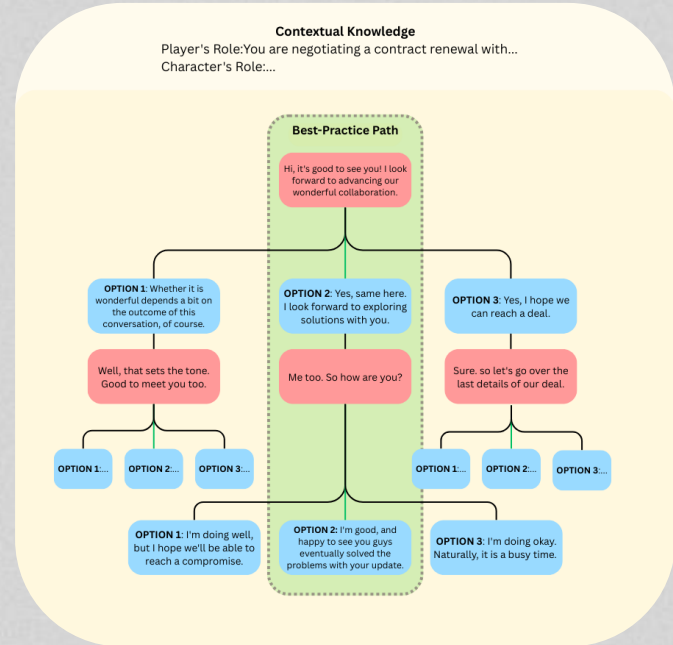 Contextual Knowledge
Player's Role:You are negotiating a contract renewal with...
Character's Role:...
Best-Practice Path
Hi, it's good to see you! I look
forward to advancing our
wonderful collaboration.
OPTION 1: Whether it is
wonderful depends a bit on
the outcome of this
conversation, of course.
OPTION 2: Yes, same here.
I look forward to exploring
solutions with you.
OPTION 3: Yes, I hope we
can reach a deal.
Well, that sets the tone.
Good to meet you too.
Me too. So how are you?
Sure. so let's go over the
last details of our deal.
OPTION 1:...
OPTION 2:...
OPTION 3:...
OPTION 1:...
OPTION 2:...
OPTION 3:...
OPTION 1: I'm doing well,
but I hope we'll be able to
reach a compromise.
OPTION 2: I'm good, and
happy to see you guys
eventually solved the
problems with your update.
OPTION 3: I'm doing okay.
Naturally, it is a busy time.